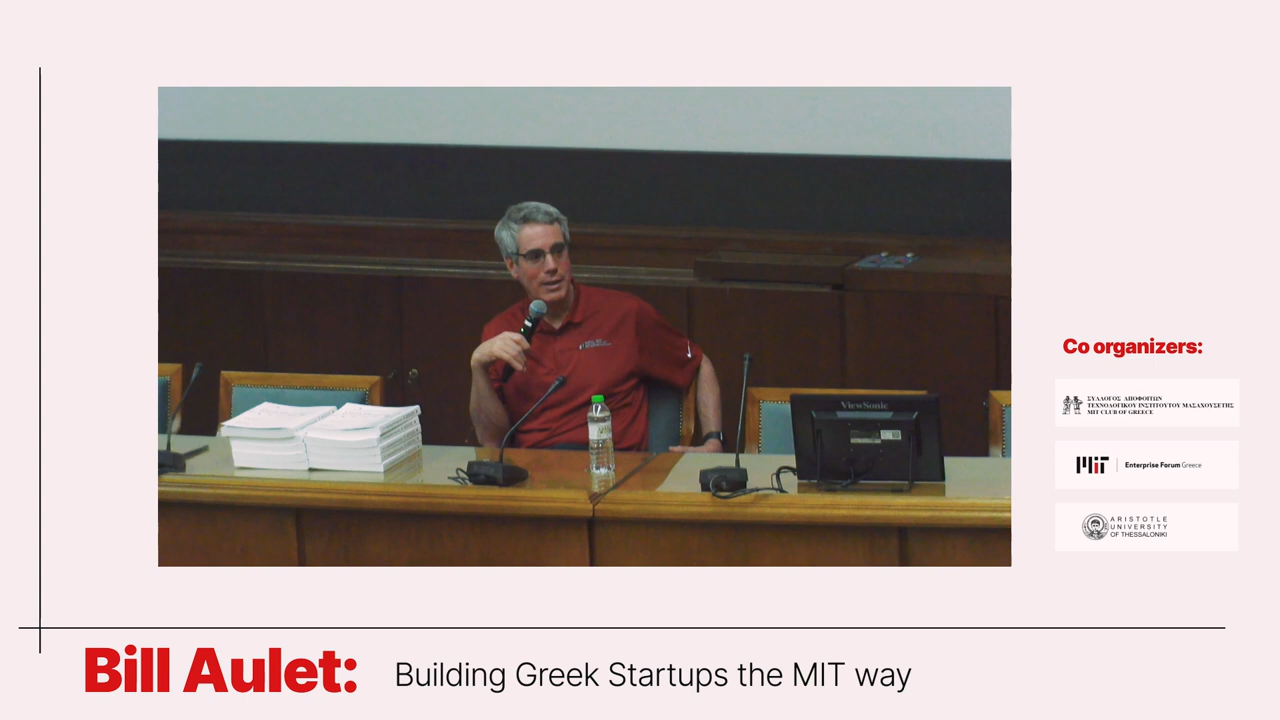 ViewSonic
Co organizers:
ΣΥΛΛΟΓΟΣ ΑΠΟΦΟΙΤΩΝ
ΤΕΧΝΟΛΟΓΙΚΟΥ ΙΝΣΤΙΤΟΥΤΟΥ ΜΑΣΑΧΟΥΣΕΤΗΣ
MIT CLUB OF GREECE
MIT Enterprise Forum Greece
ARISTOTLE
UNIVERSITY
OF THESSALONIKI
Bill Aulet: Building Greek Startups the MIT way